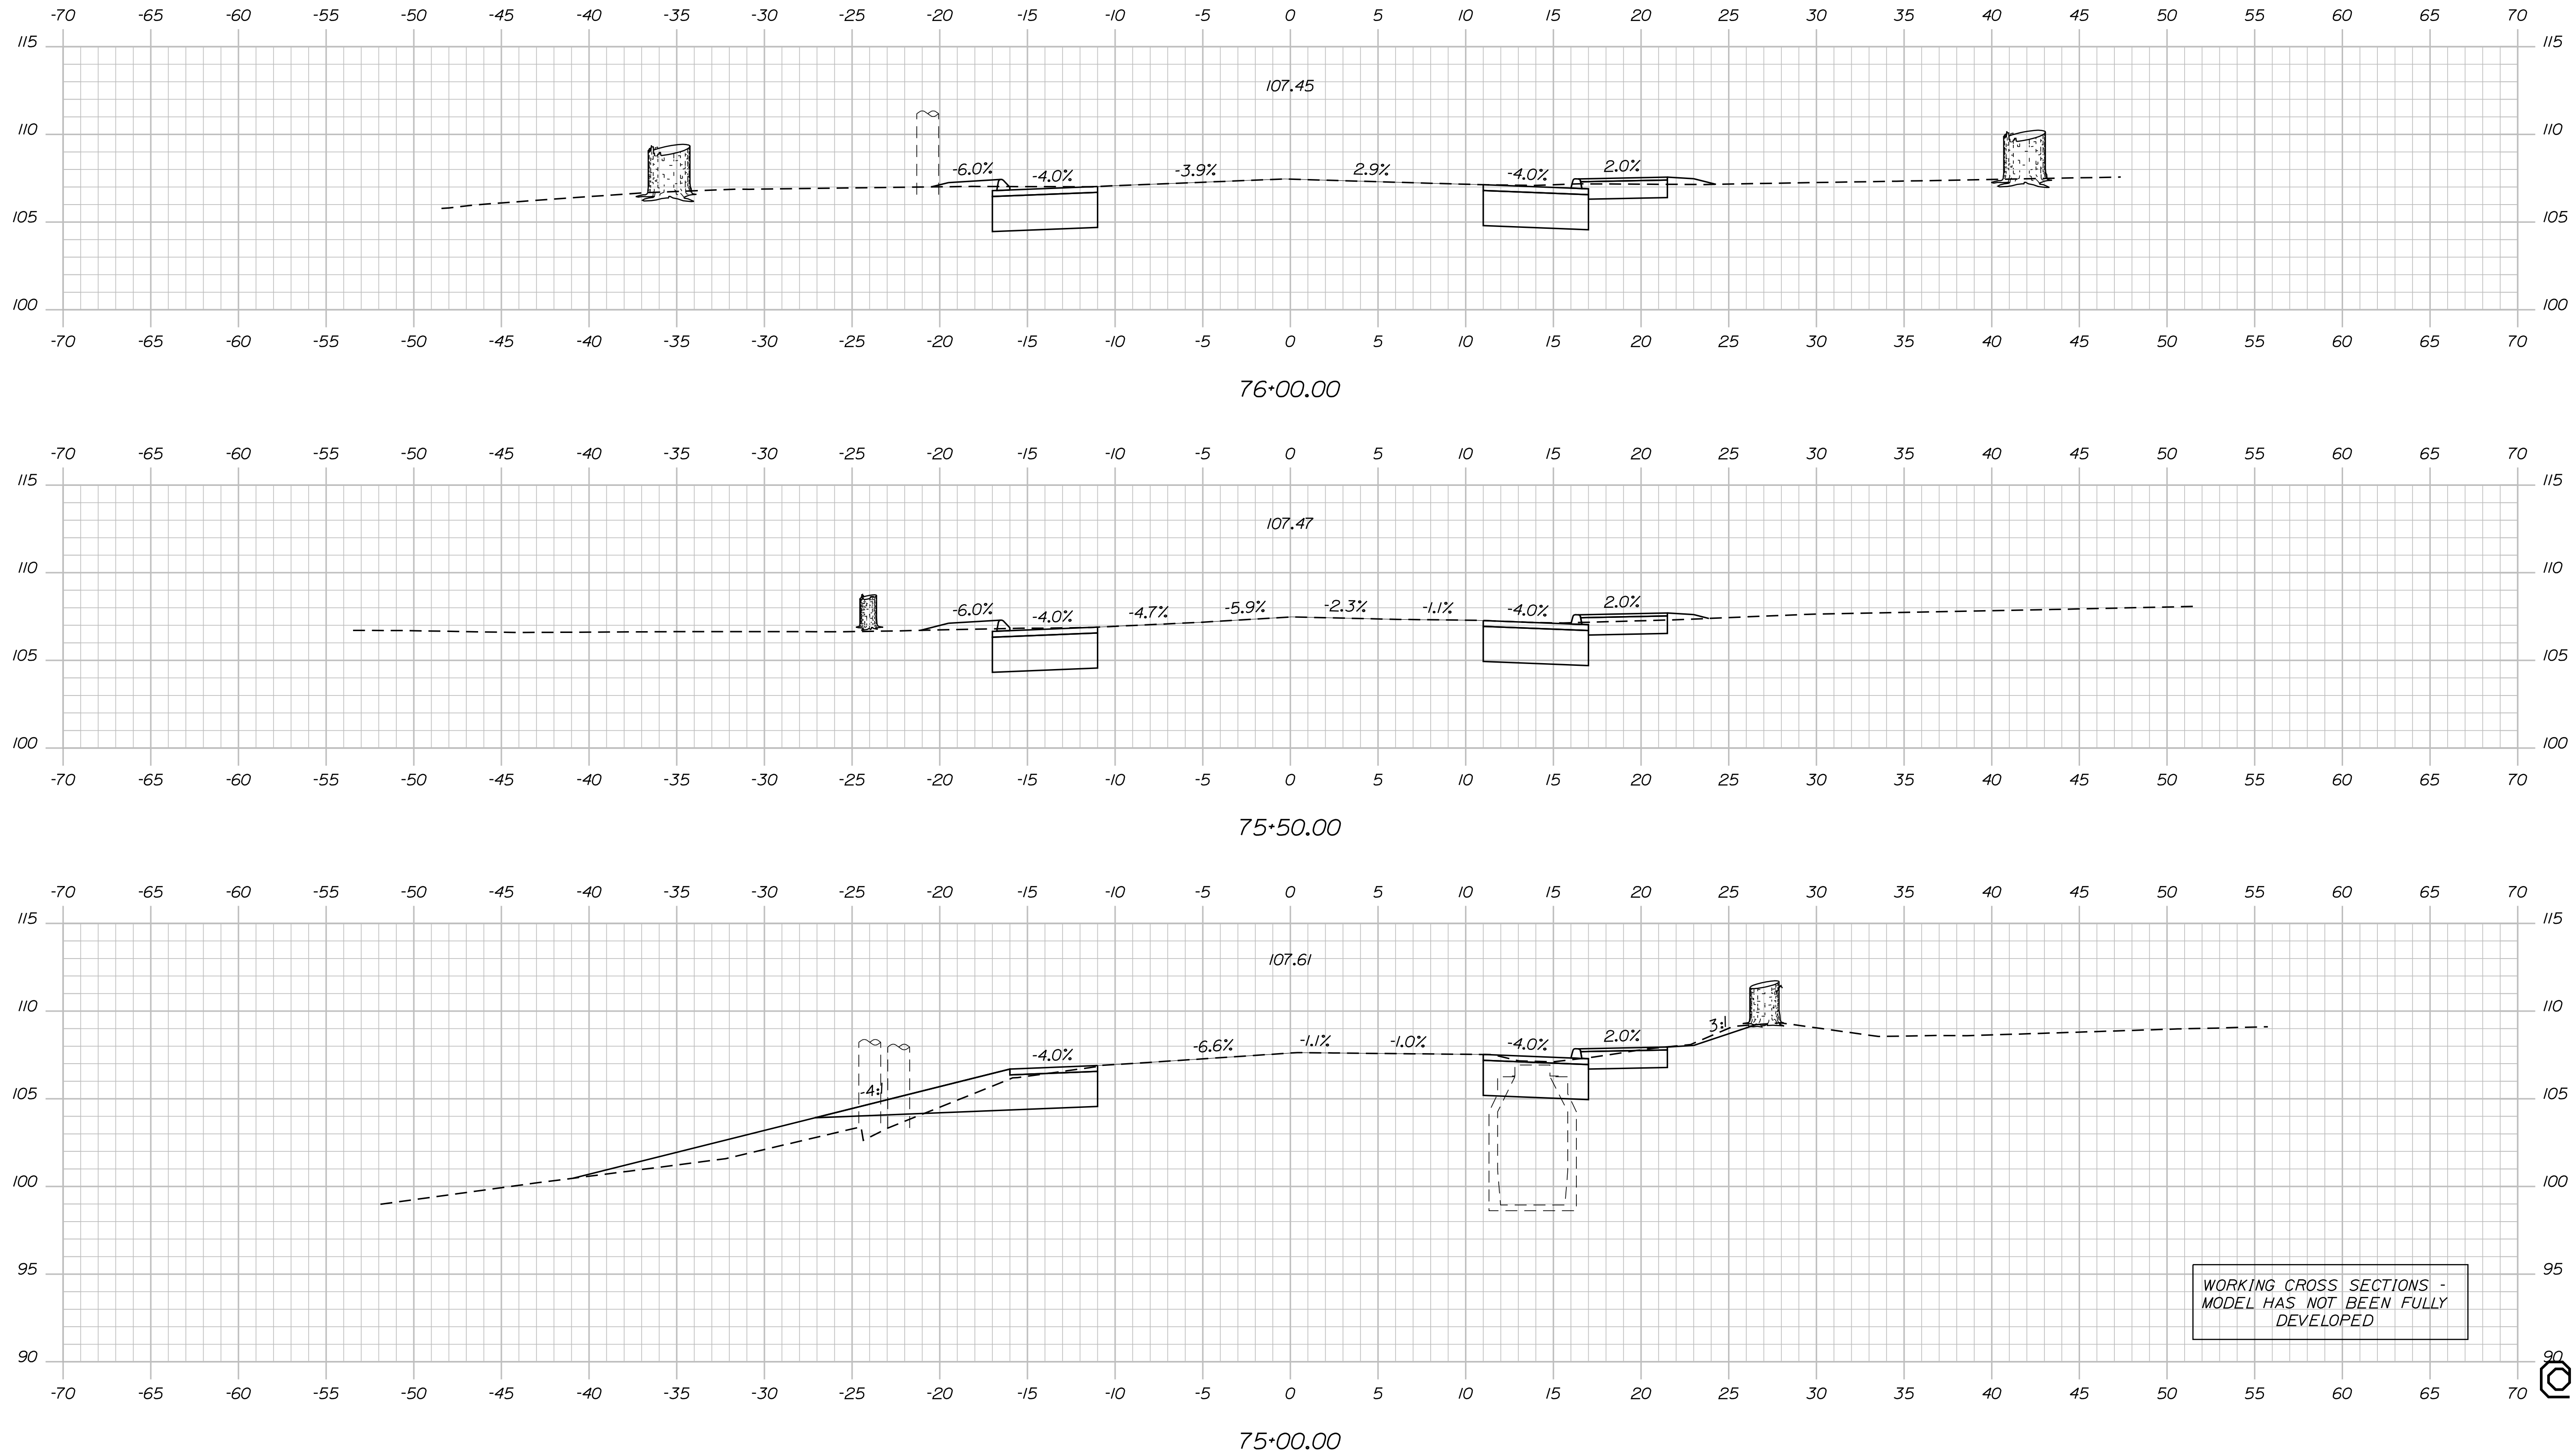 -70 -65 -60 -55 -50 -45 -40 -35 -30 -25 -20 -15 -10 -5 0 5 10 15 20 25 30 35 40 45 50 55 60 65 70
115 115
107.45
110 110
-6.0% -4.0% -3.9% 2.9% -4.0% 2.0%
105 105
100 100
-70 -65 -60 -55 -50 -45 -40 -35 -30 -25 -20 -15 -10 -5 0 5 10 15 20 25 30 35 40 45 50 55 60 65 70
76+00.00
-70 -65 -60 -55 -50 -45 -40 -35 -30 -25 -20 -15 -10 -5 0 5 10 15 20 25 30 35 40 45 50 55 60 65 70
115 115
107.47
110 110
-6.0% -4.0% -4.7% -5.9% -2.3% -1.1% -4.0% 2.0%
105 105
100 100
-70 -65 -60 -55 -50 -45 -40 -35 -30 -25 -20 -15 -10 -5 0 5 10 15 20 25 30 35 40 45 50 55 60 65 70
75+50.00
-70 -65 -60 -55 -50 -45 -40 -35 -30 -25 -20 -15 -10 -5 0 5 10 15 20 25 30 35 40 45 50 55 60 65 70
115 115
107.61
110 110
3:1
-4.0% -6.6% -1.1% -1.0% -4.0% 2.0%
-4:1
105 105
100 100
95 95
WORKING CROSS SECTIONS -
MODEL HAS NOT BEEN FULLY
DEVELOPED
90 90
-70 -65 -60 -55 -50 -45 -40 -35 -30 -25 -20 -15 -10 -5 0 5 10 15 20 25 30 35 40 45 50 55 60 65 70
75+00.00